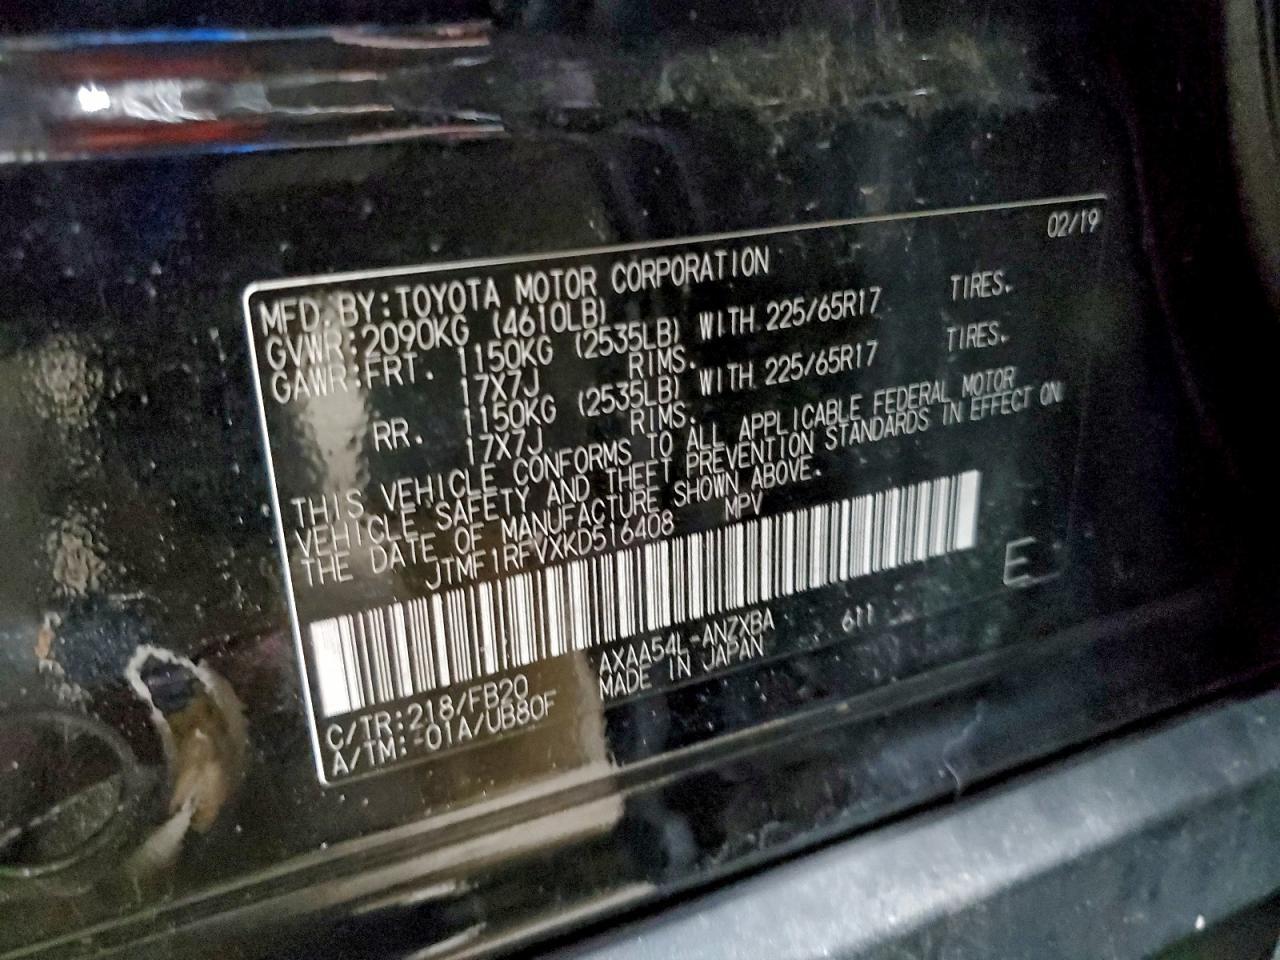 02/19
MFD. BY: TOYOTA MOTOR CORPORATION
GVWR: 2090KG (4610LB)
GAWR: FRT. 1150KG (2535LB) WITH 225/65R17 TIRES.
17X7J RIMS.
RR. 1150KG (2535LB) WITH 225/65R17 TIRES.
17X7J RIMS.
THIS VEHICLE CONFORMS TO ALL APPLICABLE FEDERAL MOTOR
VEHICLE SAFETY AND THEFT PREVENTION STANDARDS IN EFFECT ON
THE DATE OF MANUFACTURE SHOWN ABOVE.
JTMF1RFVXKD516408 MPV
E
AXAA54L-ANZXBA 611
MADE IN JAPAN
C/TR: 218/FB20
A/TM: -01A/UB80F